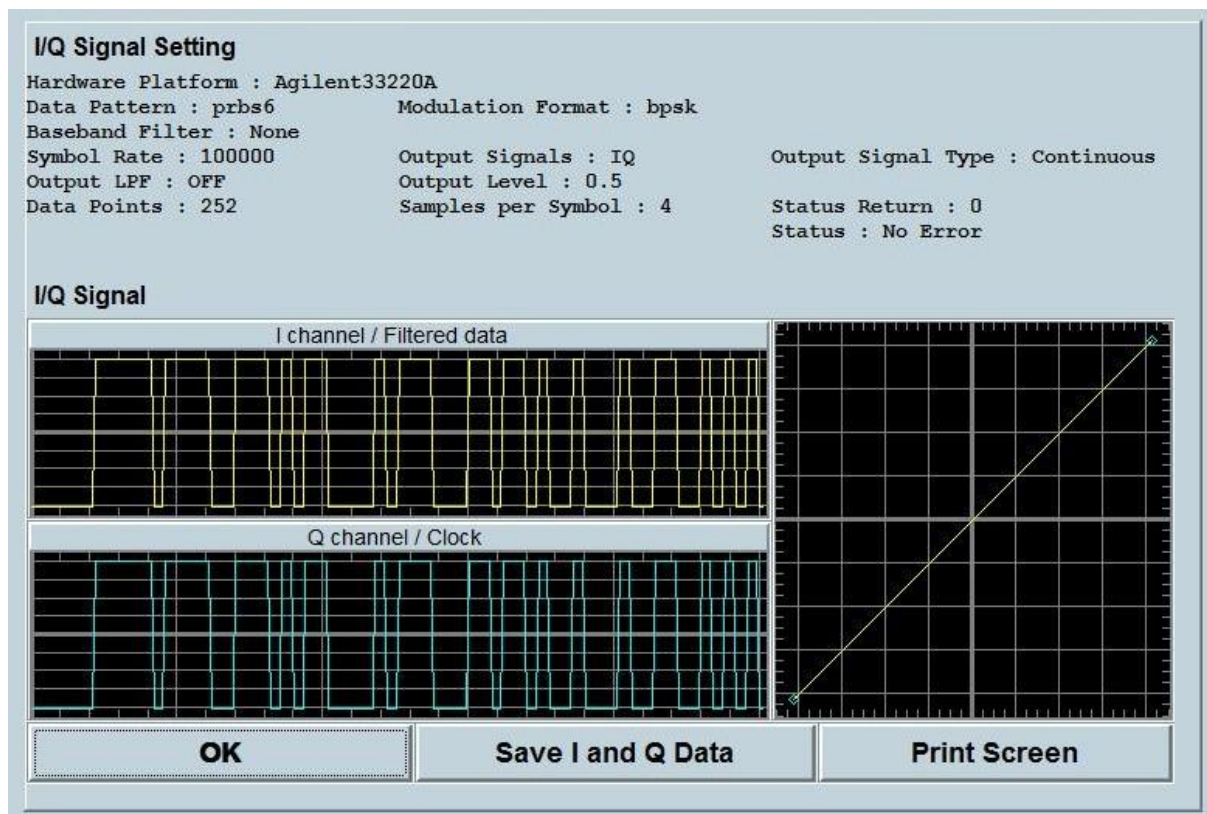 I/Q Signal Setting
Hardware Platform : Agilent33220A
Data Pattern : prbs6 Modulation Format : bpsk
Baseband Filter : None
Symbol Rate : 100000 Output Signals : IQ Output Signal Type : Continuous
Output LPF : OFF Output Level : 0.5
Data Points : 252 Samples per Symbol : 4 Status Return : 0
Status : No Error
I/Q Signal
I channel / Filtered data
Q channel / Clock
OK Save I and Q Data Print Screen